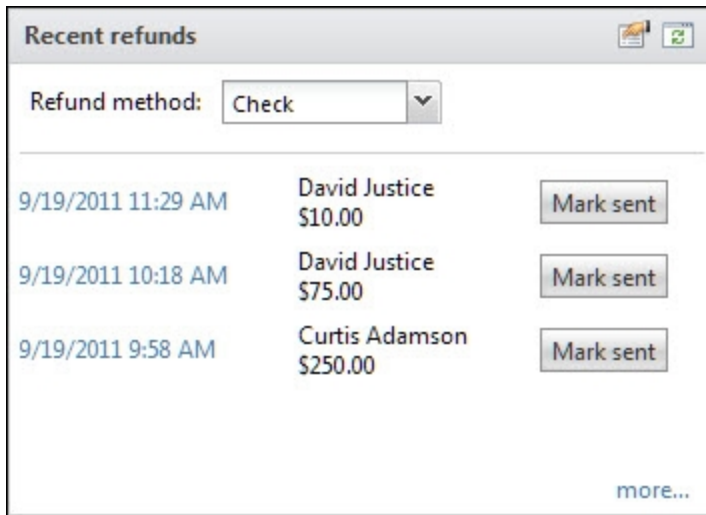 Recent refunds
Refund method: Check
9/19/2011 11:29 AM David Justice Mark sent
$10.00
9/19/2011 10:18 AM David Justice Mark sent
$75.00
9/19/2011 9:58 AM Curtis Adamson Mark sent
$250.00
more...